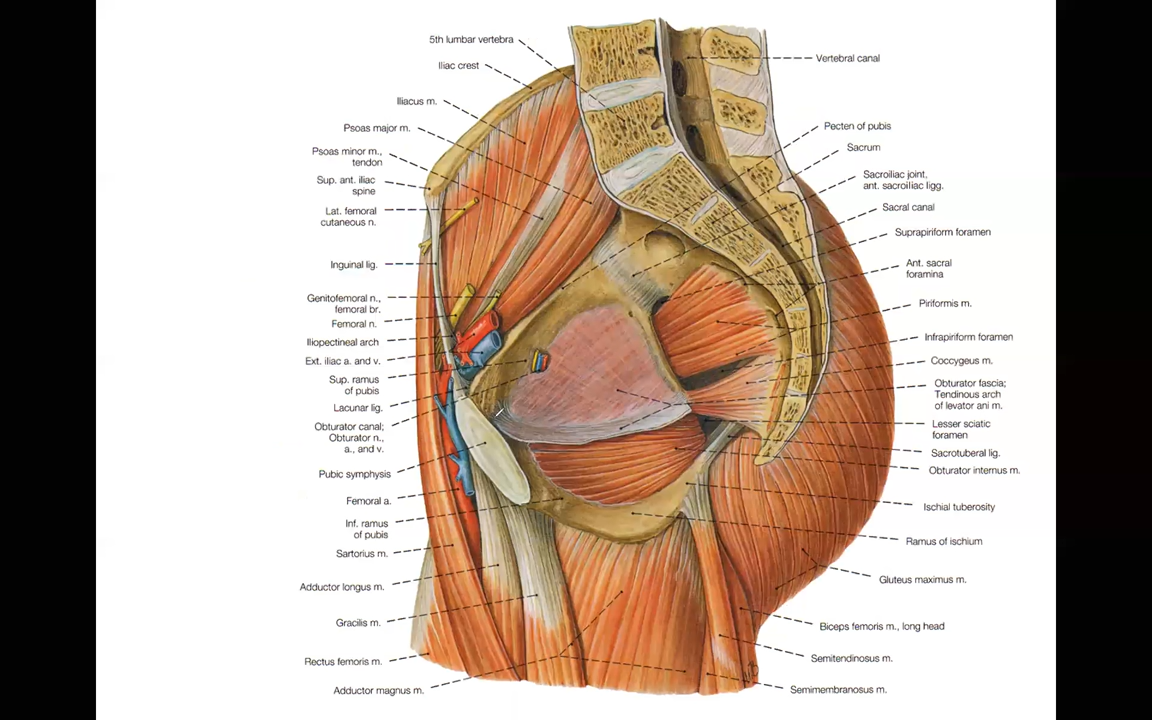 5th lumbar vertebra
Iliac crest
Iliacus m.
Psoas major m.
Psoas minor m.,
tendon
Sup. ant. iliac
spine
Lat. femoral
cutaneous n.
Inguinal lig.
Genitofemoral n.,
femoral br.
Femoral n.
Iliopectineal arch
Ext. iliac a. and v.
Sup. ramus
of pubis
Lacunar lig.
Obturator canal;
Obturator n.,
a., and v.
Pubic symphysis
Femoral a.
Inf. ramus
of pubis
Sartorius m.
Adductor longus m.
Gracilis m.
Rectus femoris m.
Adductor magnus m.
Vertebral canal
Pecten of pubis
Sacrum
Sacroiliac joint,
ant. sacroiliac ligg.
Sacral canal
Suprapiriform foramen
Ant. sacral
foramina
Piriformis m.
Infrapiriform foramen
Coccygeus m.
Obturator fascia;
Tendinous arch
of levator ani m.
Lesser sciatic
foramen
Sacrotuberal lig.
Obturator internus m.
Ischial tuberosity
Ramus of ischium
Gluteus maximus m.
Biceps femoris m., long head
Semitendinosus m.
Semimembranosus m.